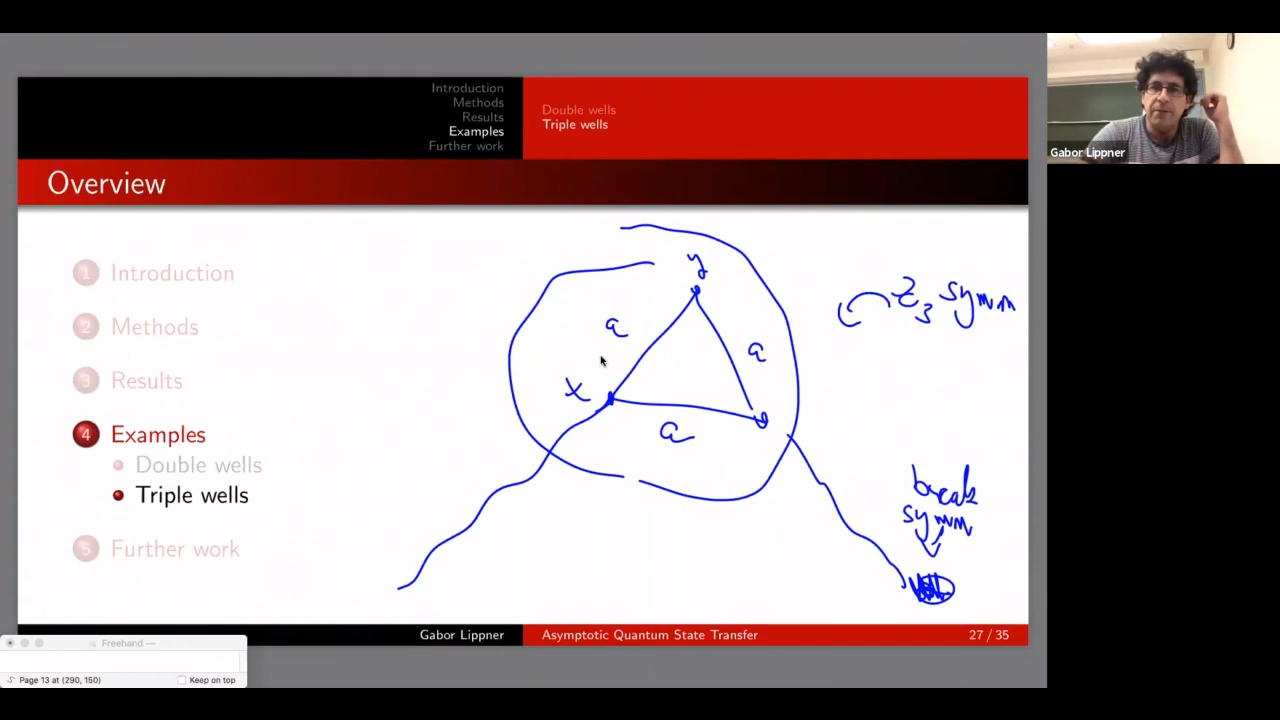 Introduction
Methods
Results
Examples
Further work
Double wells
Triple wells
Gabor Lippner
Overview
1 Introduction
2 Methods
3 Results
4 Examples
Double wells
Triple wells
5 Further work
y
a
a
x
a
Z3 symm
break
symm
Gabor Lippner
Asymptotic Quantum State Transfer
27 / 35
Freehand —
Page 13 at (290, 150)
Keep on top